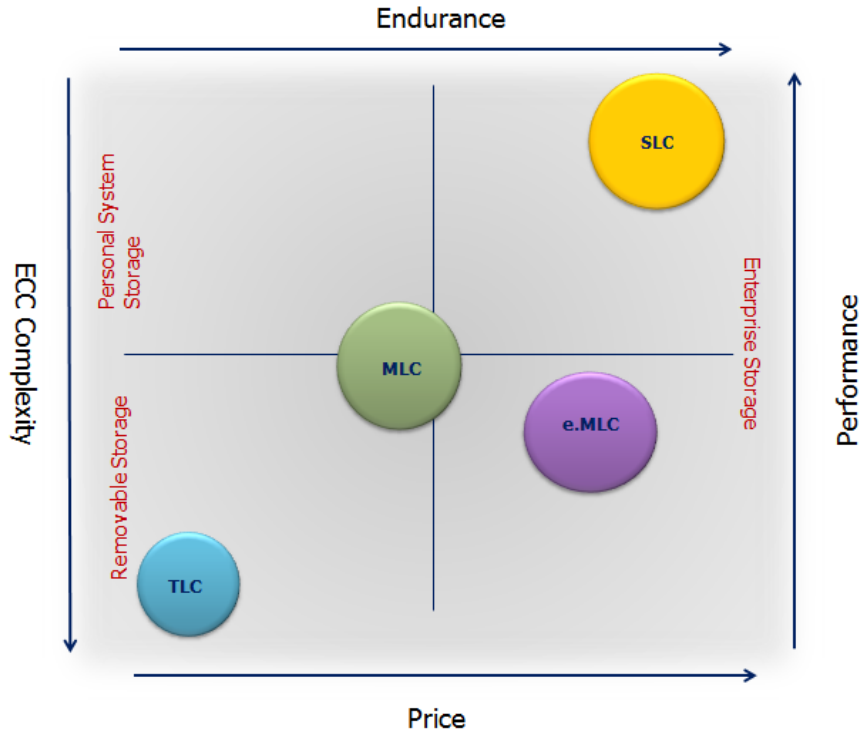 Endurance
SLC
Personal System
Storage
ECC Complexity
Enterprise Storage
Performance
MLC
e.MLC
Removable Storage
TLC
Price